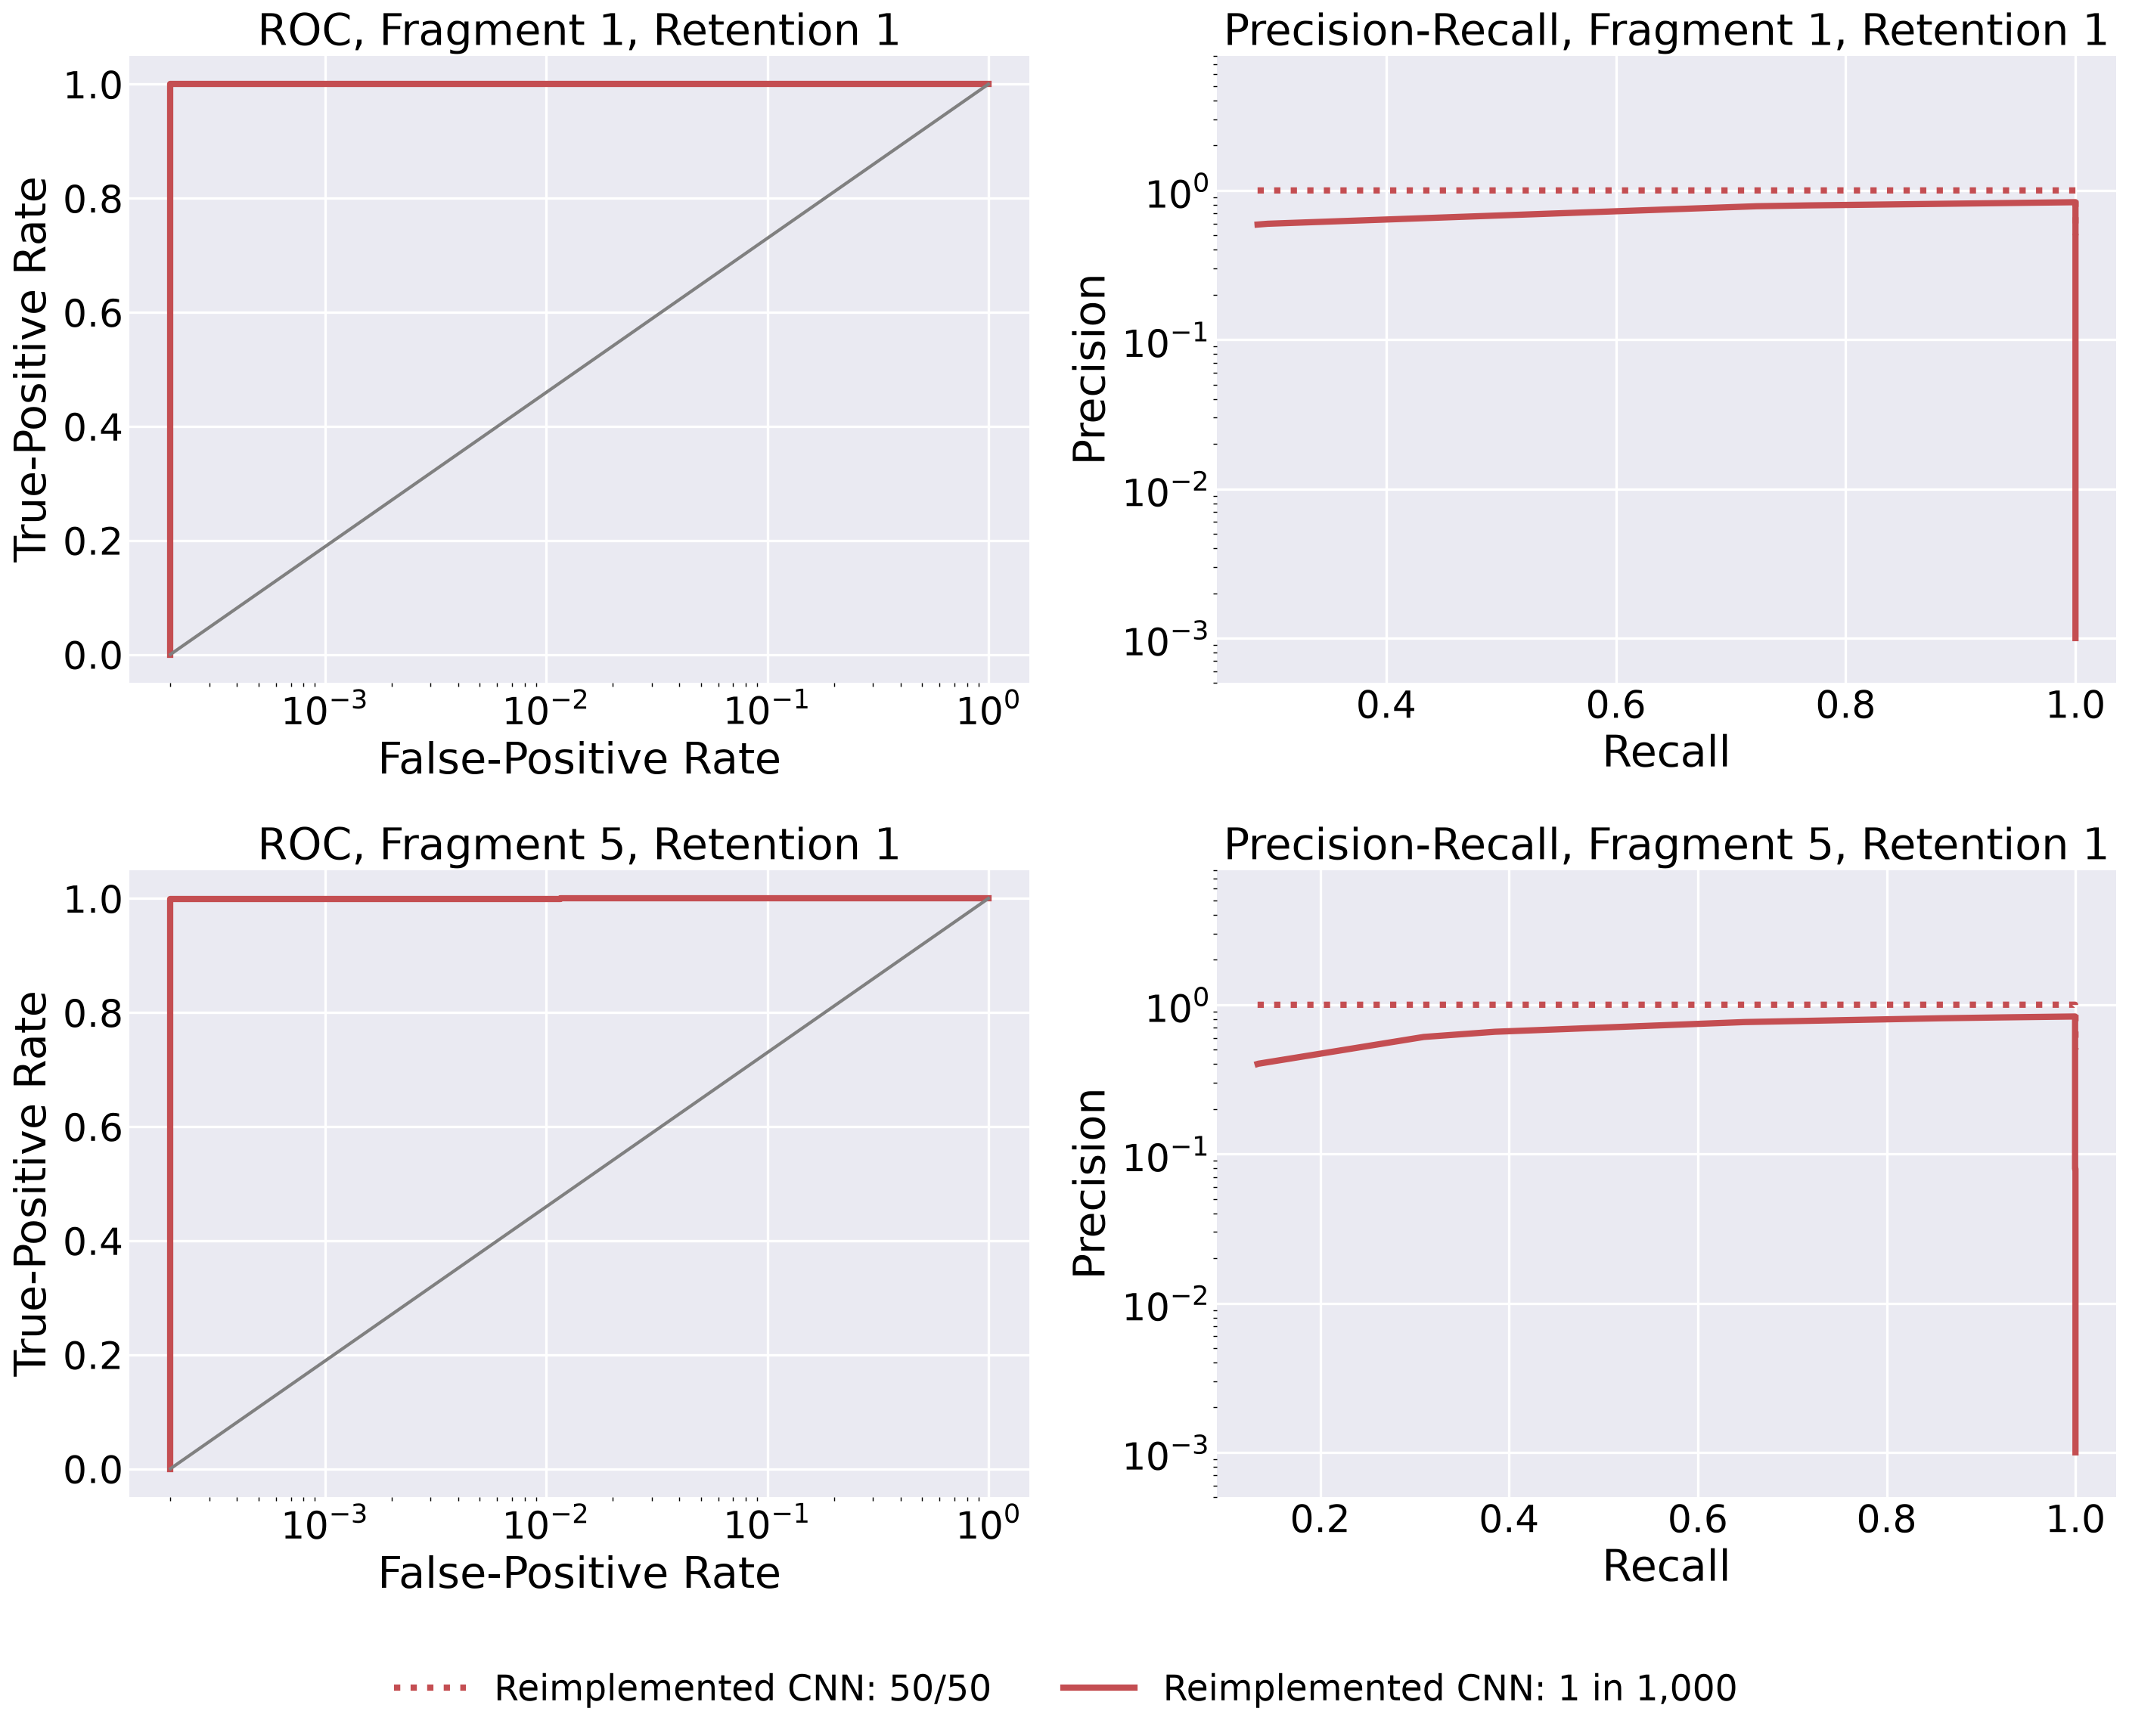 ROC, Fragment 1, Retention 1
True-Positive Rate
1.0
0.8
0.6
0.4
0.2
0.0
10⁻³ 10⁻² 10⁻¹ 10⁰
False-Positive Rate
Precision-Recall, Fragment 1, Retention 1
Precision
10⁰
10⁻¹
10⁻²
10⁻³
0.4 0.6 0.8 1.0
Recall
ROC, Fragment 5, Retention 1
True-Positive Rate
1.0
0.8
0.6
0.4
0.2
0.0
10⁻³ 10⁻² 10⁻¹ 10⁰
False-Positive Rate
Precision-Recall, Fragment 5, Retention 1
Precision
10⁰
10⁻¹
10⁻²
10⁻³
0.2 0.4 0.6 0.8 1.0
Recall
Reimplemented CNN: 50/50
Reimplemented CNN: 1 in 1,000